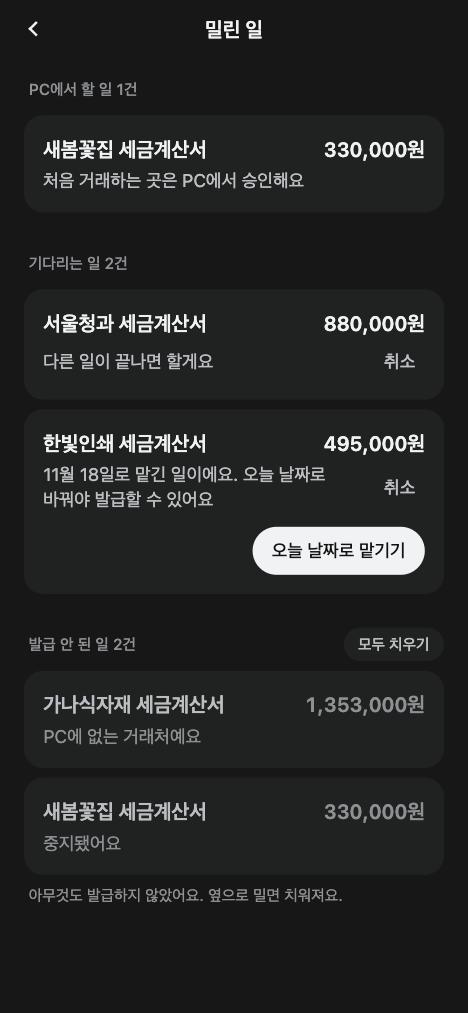 밀린 일
PC에서 할 일 1건
새봄꽃집 세금계산서 330,000원
처음 거래하는 곳은 PC에서 승인해요
기다리는 일 2건
서울청과 세금계산서 880,000원
다른 일이 끝나면 할게요 취소
한빛인쇄 세금계산서 495,000원
11월 18일로 맡긴 일이에요. 오늘 날짜로
바꿔야 발급할 수 있어요 취소
오늘 날짜로 맡기기
발급 안 된 일 2건 모두 치우기
가나식자재 세금계산서 1,353,000원
PC에 없는 거래처예요
새봄꽃집 세금계산서 330,000원
중지됐어요
아무것도 발급하지 않았어요. 옆으로 밀면 치워져요.